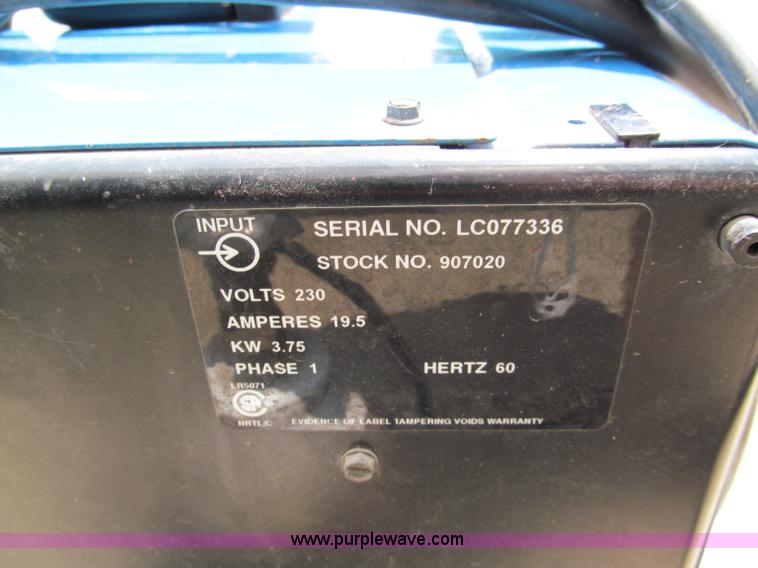 INPUT
SERIAL NO. LC077336
STOCK NO. 907020
VOLTS 230
AMPERES 19.5
KW 3.75
PHASE 1 HERTZ 60
LR5071
NRTL/C EVIDENCE OF LABEL TAMPERING VOIDS WARRANTY
www.purplewave.com